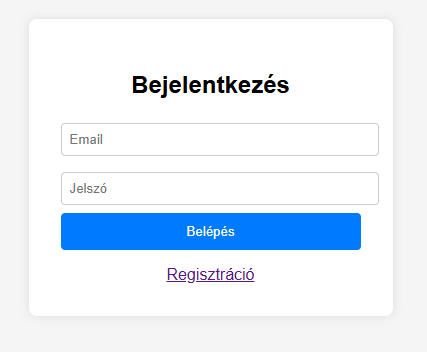 Bejelentkezés
Email
Jelszó
Belépés
Regisztráció